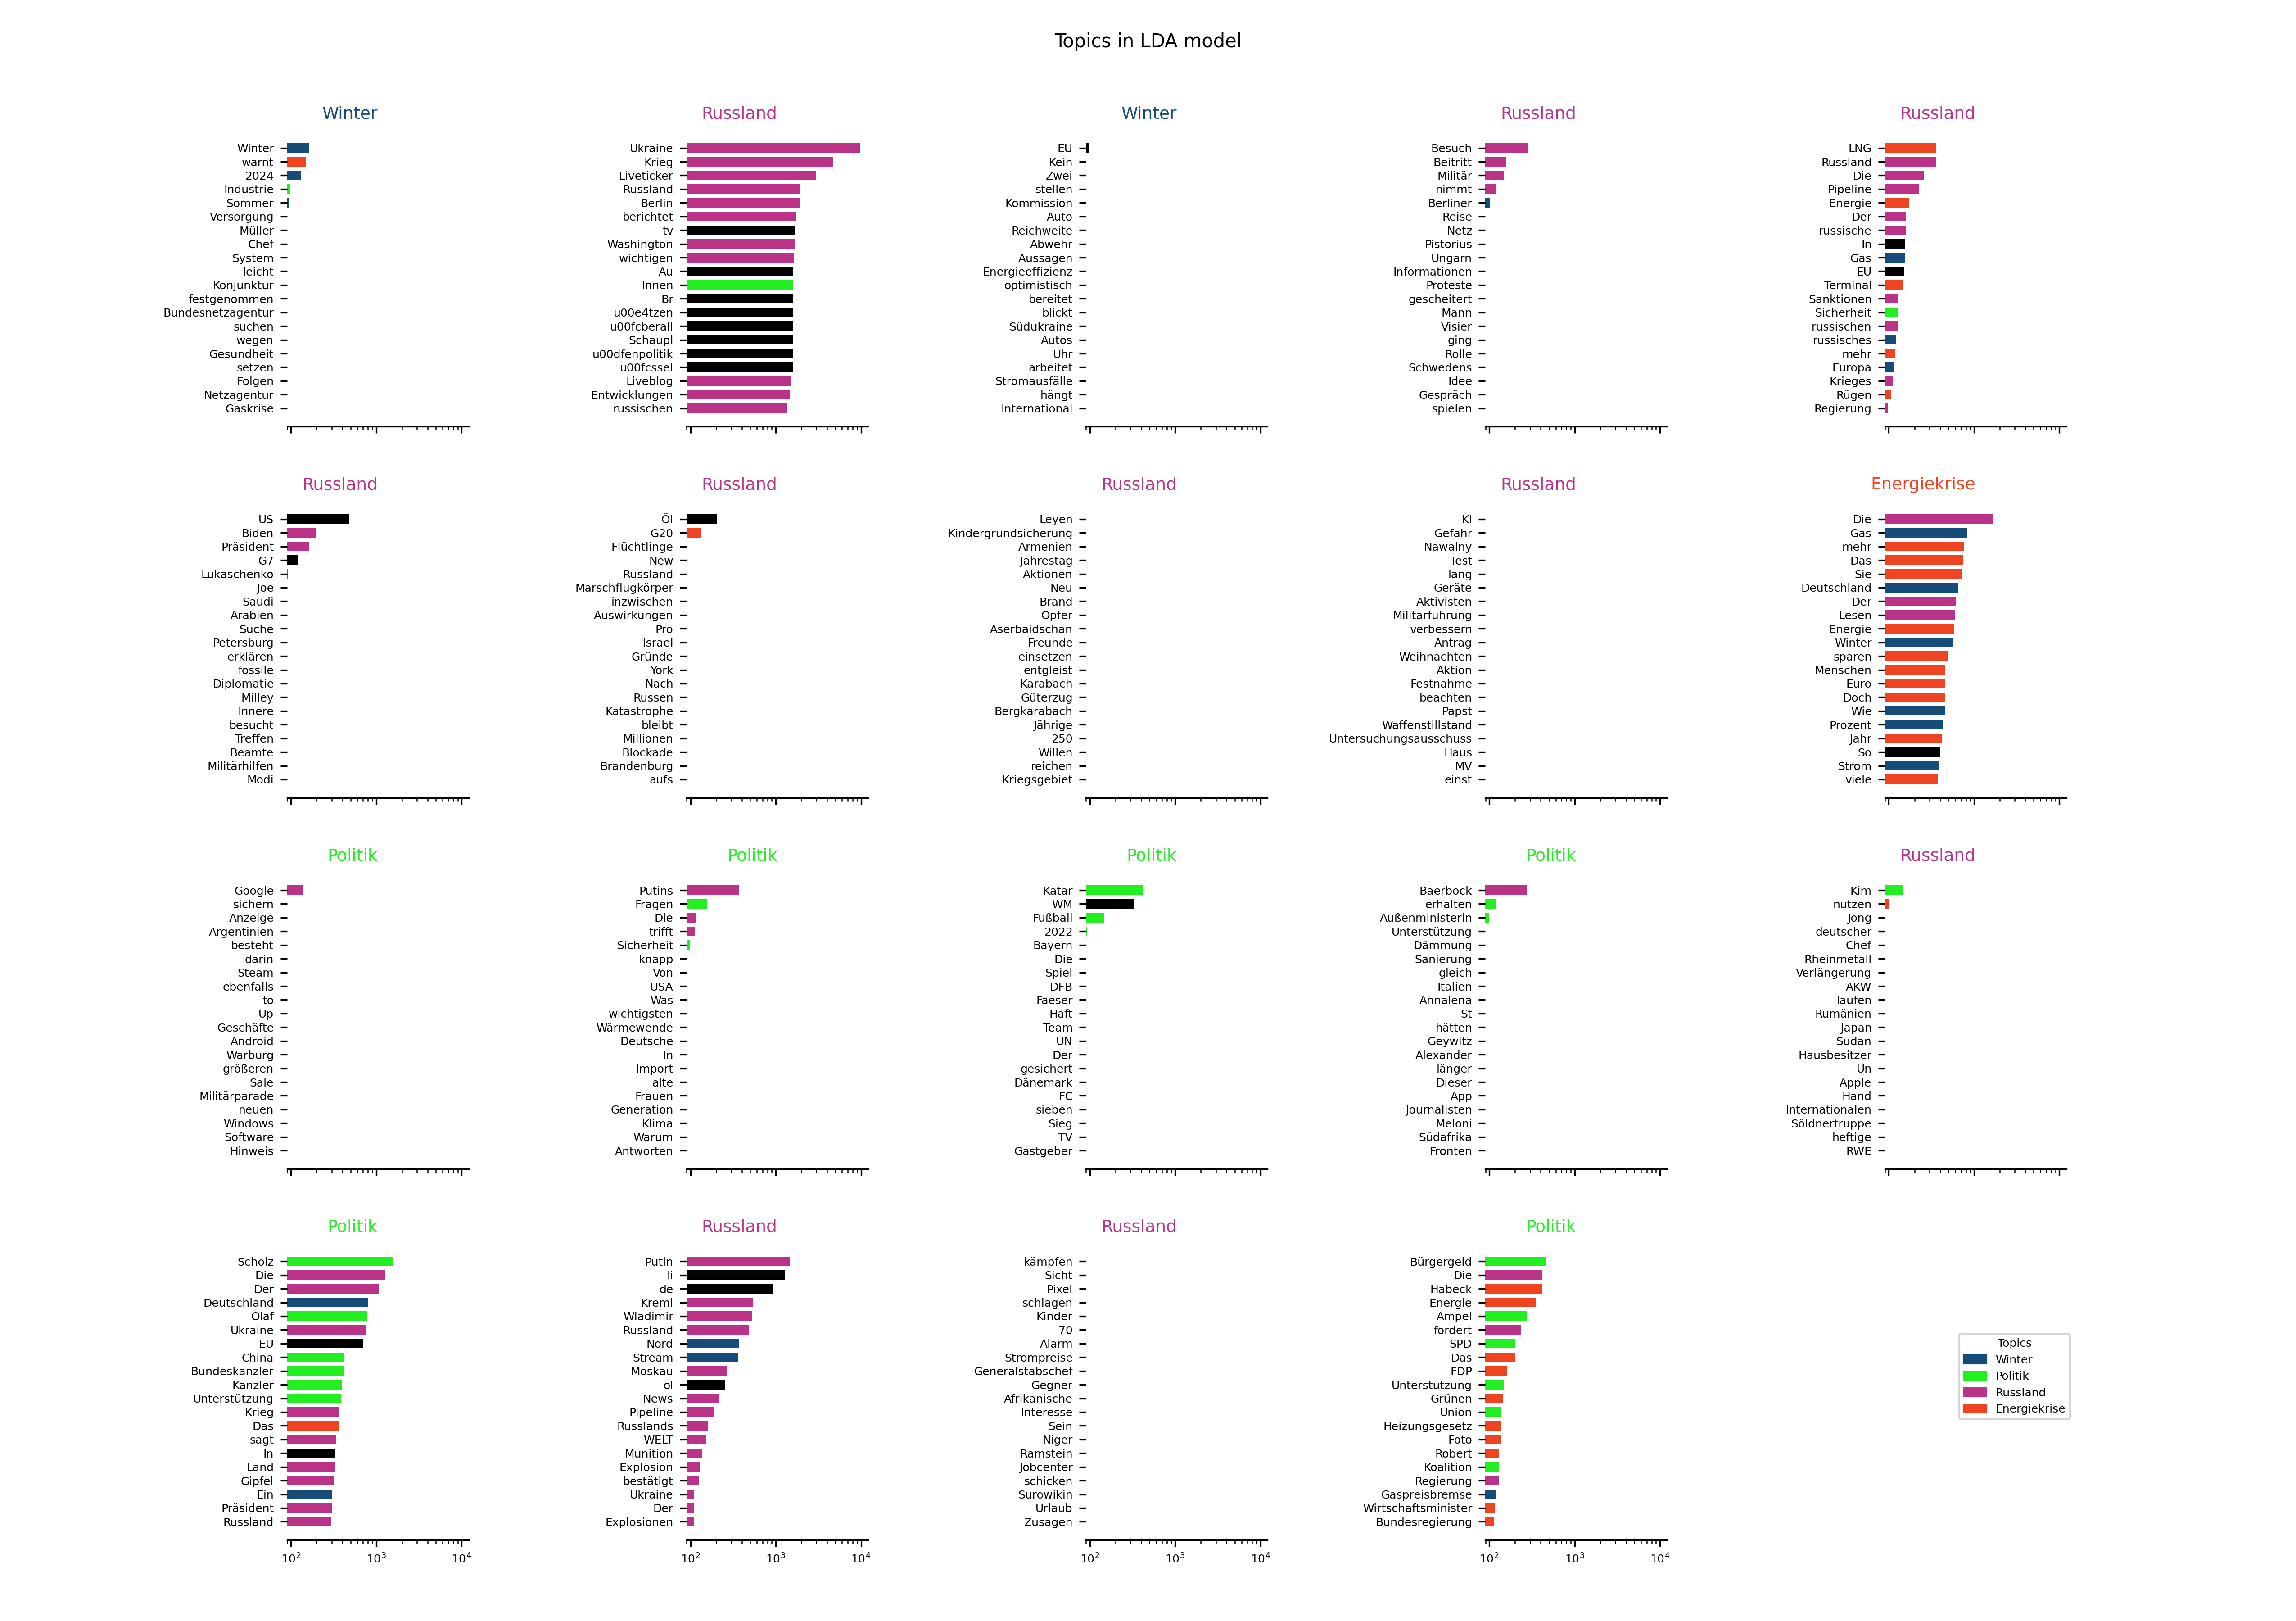 Topics in LDA model
Winter
Winter
warnt
2024
Industrie
Sommer
Versorgung
Müller
Chef
System
leicht
Konjunktur
festgenommen
Bundesnetzagentur
suchen
wegen
Gesundheit
setzen
Folgen
Netzagentur
Gaskrise
Russland
Ukraine
Krieg
Liveticker
Russland
Berlin
berichtet
tv
Washington
wichtigen
Au
Innen
Br
u00e4tzen
u00fcberall
Schaupl
u00dfenpolitik
u00fcssel
Liveblog
Entwicklungen
russischen
Winter
EU
Kein
Zwei
stellen
Kommission
Auto
Reichweite
Abwehr
Aussagen
Energieeffizienz
optimistisch
bereitet
blickt
Südukraine
Autos
Uhr
arbeitet
Stromausfälle
hängt
International
Russland
Besuch
Beitritt
Militär
nimmt
Berliner
Reise
Netz
Pistorius
Ungarn
Informationen
Proteste
gescheitert
Mann
Visier
ging
Rolle
Schwedens
Idee
Gespräch
spielen
Russland
LNG
Russland
Die
Pipeline
Energie
Der
russische
In
Gas
EU
Terminal
Sanktionen
Sicherheit
russischen
russisches
mehr
Europa
Krieges
Rügen
Regierung
Russland
US
Biden
Präsident
G7
Lukaschenko
Joe
Saudi
Arabien
Suche
Petersburg
erklären
fossile
Diplomatie
Milley
Innere
besucht
Treffen
Beamte
Militärhilfen
Modi
Russland
Öl
G20
Flüchtlinge
New
Russland
Marschflugkörper
inzwischen
Auswirkungen
Pro
Israel
Gründe
York
Nach
Russen
Katastrophe
bleibt
Millionen
Blockade
Brandenburg
aufs
Russland
Leyen
Kindergrundsicherung
Armenien
Jahrestag
Aktionen
Neu
Brand
Opfer
Aserbaidschan
Freunde
einsetzen
entgleist
Karabach
Güterzug
Bergkarabach
Jährige
250
Willen
reichen
Kriegsgebiet
Russland
KI
Gefahr
Nawalny
Test
lang
Geräte
Aktivisten
Militärführung
verbessern
Antrag
Weihnachten
Aktion
Festnahme
beachten
Papst
Waffenstillstand
Untersuchungsausschuss
Haus
MV
einst
Energiekrise
Die
Gas
mehr
Das
Sie
Deutschland
Der
Lesen
Energie
Winter
sparen
Menschen
Euro
Doch
Wie
Prozent
Jahr
So
Strom
viele
Politik
Google
sichern
Anzeige
Argentinien
besteht
darin
Steam
ebenfalls
to
Up
Geschäfte
Android
Warburg
größeren
Sale
Militärparade
neuen
Windows
Software
Hinweis
Politik
Putins
Fragen
Die
trifft
Sicherheit
knapp
Von
USA
Was
wichtigsten
Wärmewende
Deutsche
In
Import
alte
Frauen
Generation
Klima
Warum
Antworten
Politik
Katar
WM
Fußball
2022
Bayern
Die
Spiel
DFB
Faeser
Haft
Team
UN
Der
gesichert
Dänemark
FC
sieben
Sieg
TV
Gastgeber
Politik
Baerbock
erhalten
Außenministerin
Unterstützung
Dämmung
Sanierung
gleich
Italien
Annalena
St
hätten
Geywitz
Alexander
länger
Dieser
App
Journalisten
Meloni
Südafrika
Fronten
Russland
Kim
nutzen
Jong
deutscher
Chef
Rheinmetall
Verlängerung
AKW
laufen
Rumänien
Japan
Sudan
Hausbesitzer
Un
Apple
Hand
Internationalen
Söldnertruppe
heftige
RWE
Politik
Scholz
Die
Der
Deutschland
Olaf
Ukraine
EU
China
Bundeskanzler
Kanzler
Unterstützung
Krieg
Das
sagt
In
Land
Gipfel
Ein
Präsident
Russland
10² 10³ 10⁴
Russland
Putin
li
de
Kreml
Wladimir
Russland
Nord
Stream
Moskau
ol
News
Pipeline
Russlands
WELT
Munition
Explosion
bestätigt
Ukraine
Der
Explosionen
10² 10³ 10⁴
Russland
kämpfen
Sicht
Pixel
schlagen
Kinder
70
Alarm
Strompreise
Generalstabschef
Gegner
Afrikanische
Interesse
Sein
Niger
Ramstein
Jobcenter
schicken
Surowikin
Urlaub
Zusagen
10² 10³ 10⁴
Politik
Bürgergeld
Die
Habeck
Energie
Ampel
fordert
SPD
Das
FDP
Unterstützung
Grünen
Union
Heizungsgesetz
Foto
Robert
Koalition
Regierung
Gaspreisbremse
Wirtschaftsminister
Bundesregierung
10² 10³ 10⁴
Topics
Winter
Politik
Russland
Energiekrise